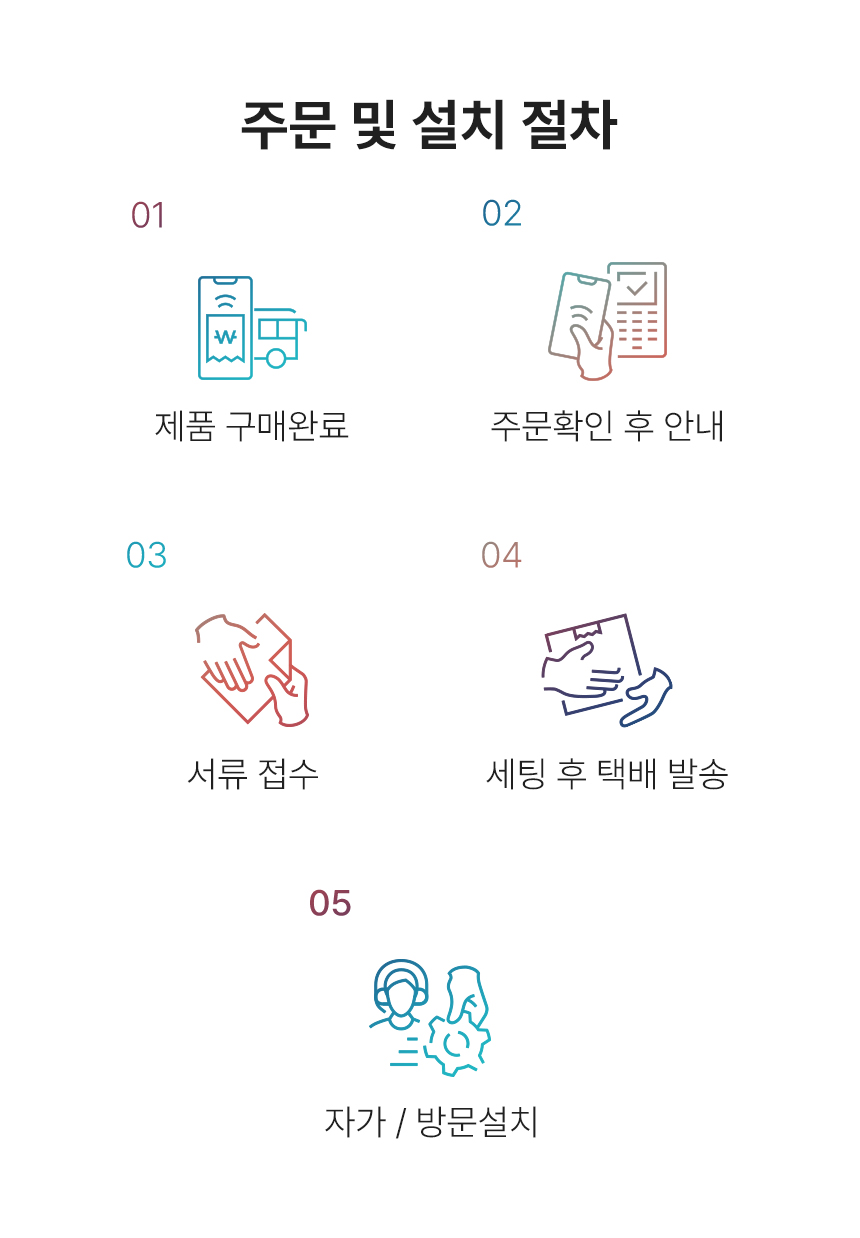 주문 및 설치 절차
01
02
₩
제품 구매완료
주문확인 후 안내
03
04
서류 접수
세팅 후 택배 발송
05
자가 / 방문설치